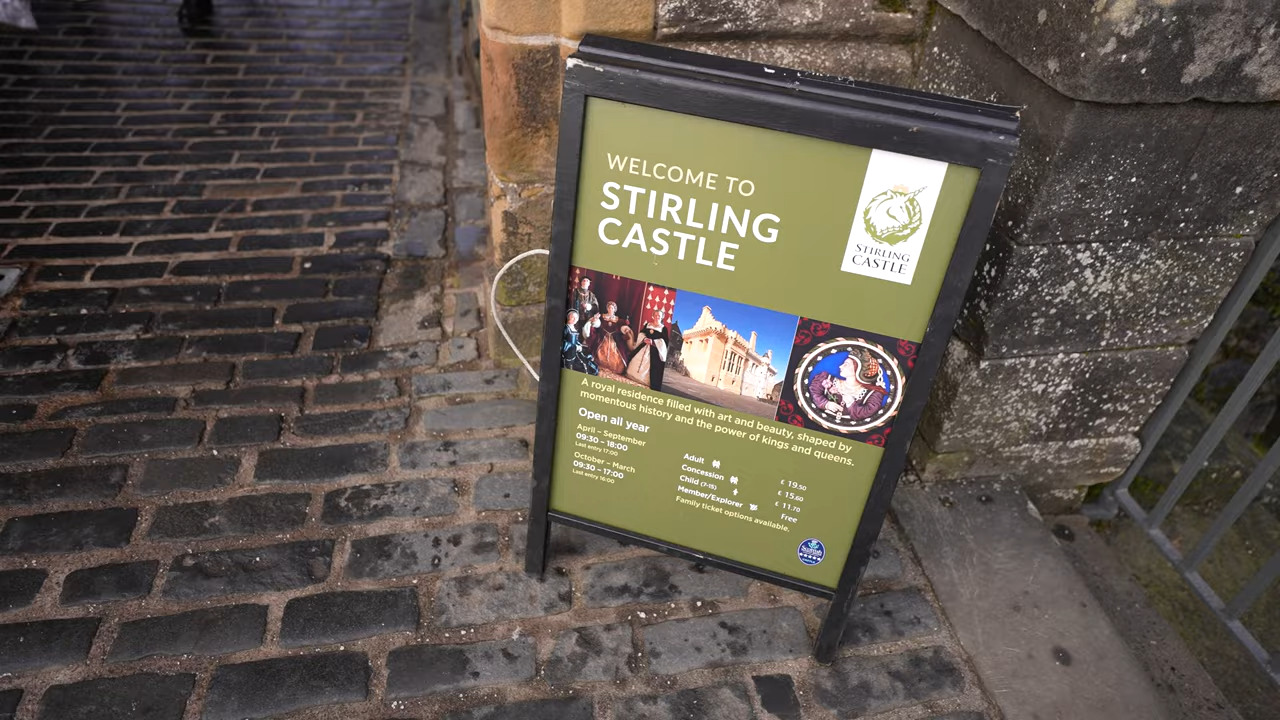 WELCOME TO
STIRLING
CASTLE
STIRLING
CASTLE
A royal residence filled with art and beauty, shaped by
momentous history and the power of kings and queens.
Open all year
April – September
09:30 – 18:00
Last entry 17:00
October – March
09:30 – 17:00
Last entry 16:00
Adult £ 19.50
Concession £ 15.60
Child (7-15) £ 11.70
Member/Explorer Free
Family ticket options available.
Scottish